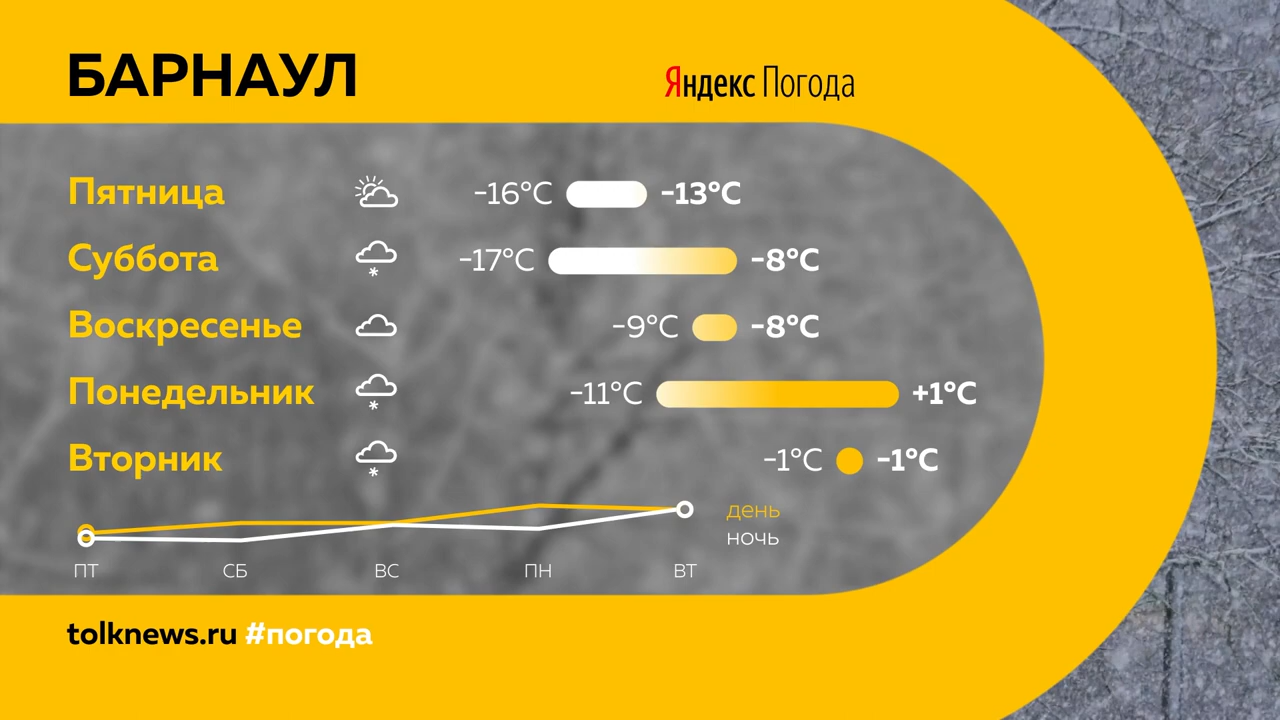 БАРНАУЛ
Яндекс Погода
Пятница -16°C -13°C
Суббота -17°C -8°C
Воскресенье -9°C -8°C
Понедельник -11°C +1°C
Вторник -1°C -1°C
день
ночь
ПТ СБ ВС ПН ВТ
tolknews.ru #погода